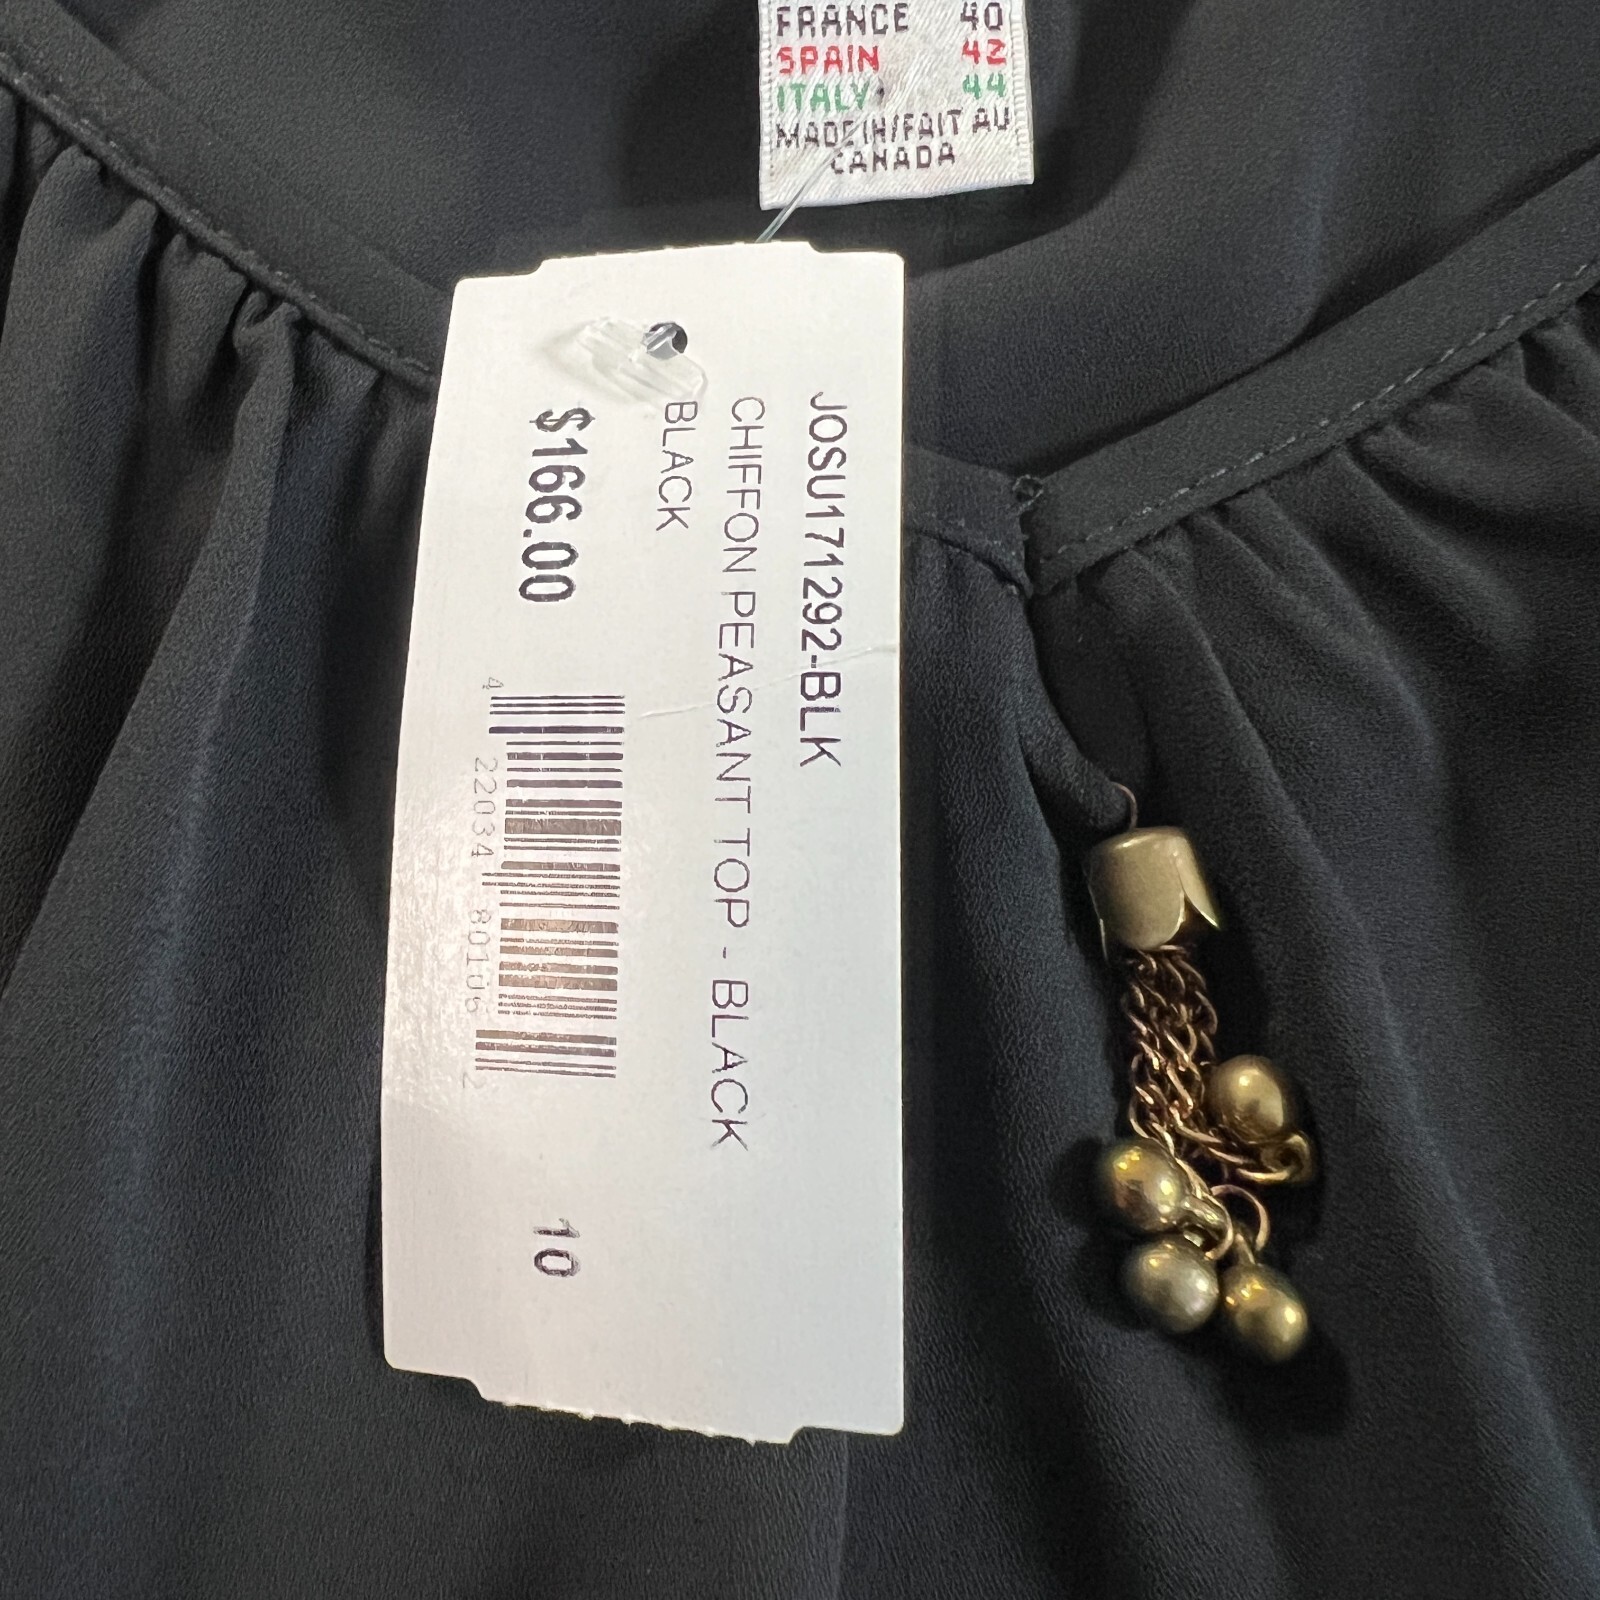 FRANCE 40
SPAIN 42
ITALY 44
MADE IN/FAIT AU
CANADA
JOSU171292-BLK
CHIFFON PEASANT TOP - BLACK
BLACK
$166.00
4 22034 80106 2
10